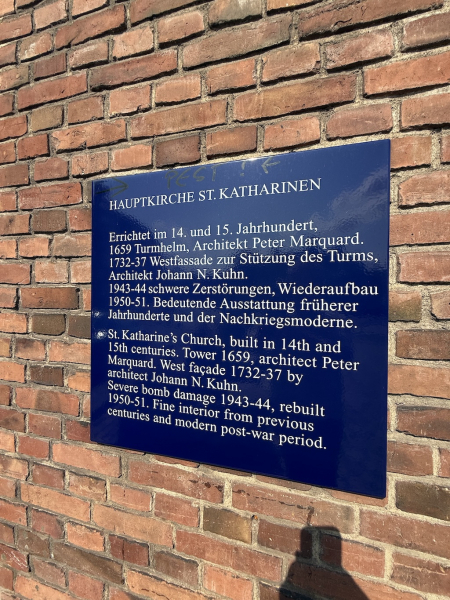 HAUPTKIRCHE ST. KATHARINEN
Errichtet im 14. und 15. Jahrhundert,
1659 Turmhelm, Architekt Peter Marquard.
1732-37 Westfassade zur Stützung des Turms,
Architekt Johann N. Kuhn.
1943-44 schwere Zerstörungen, Wiederaufbau
1950-51. Bedeutende Ausstattung früherer
Jahrhunderte und der Nachkriegsmoderne.
St. Katharine's Church, built in 14th and
15th centuries. Tower 1659, architect Peter
Marquard. West façade 1732-37 by
architect Johann N. Kuhn.
Severe bomb damage 1943-44, rebuilt
1950-51. Fine interior from previous
centuries and modern post-war period.